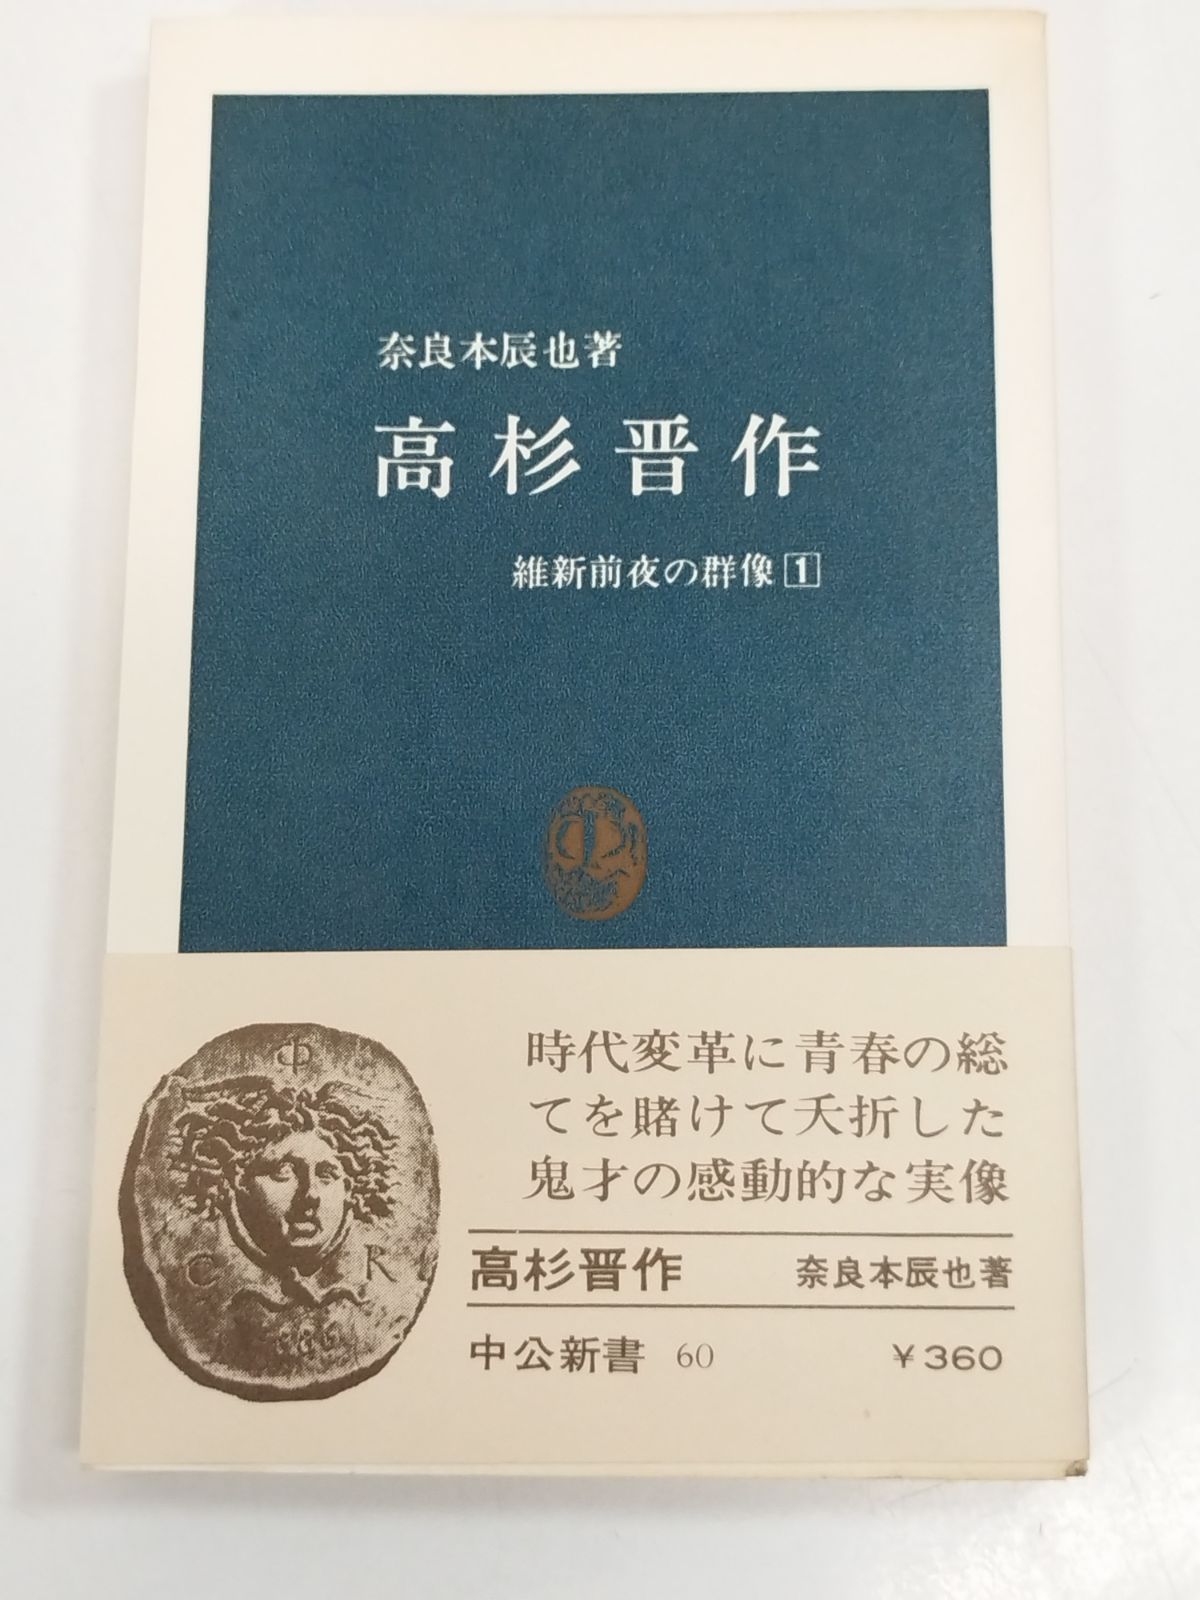 奈良本辰也著
高杉晋作
維新前夜の群像1
時代変革に青春の総
てを賭けて夭折した
鬼才の感動的な実像
高杉晋作 奈良本辰也著
中公新書 60 ￥360
Φ
C R